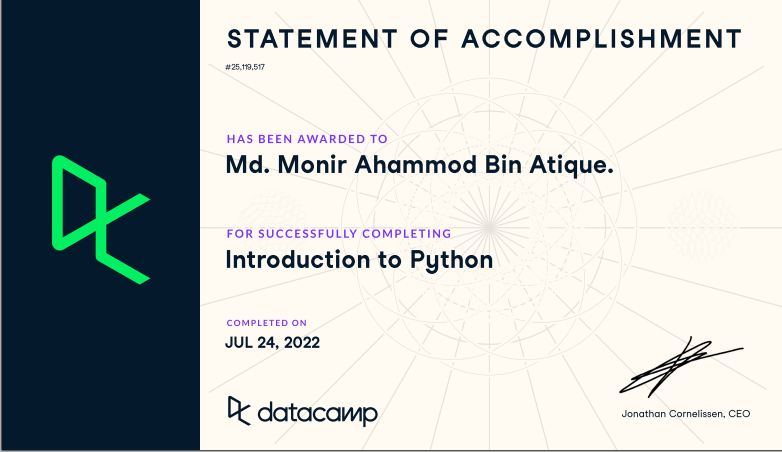 STATEMENT OF ACCOMPLISHMENT
#25,119,517
HAS BEEN AWARDED TO
Md. Monir Ahammod Bin Atique.
FOR SUCCESSFULLY COMPLETING
Introduction to Python
COMPLETED ON
JUL 24, 2022
datacamp
Jonathan Cornelissen, CEO